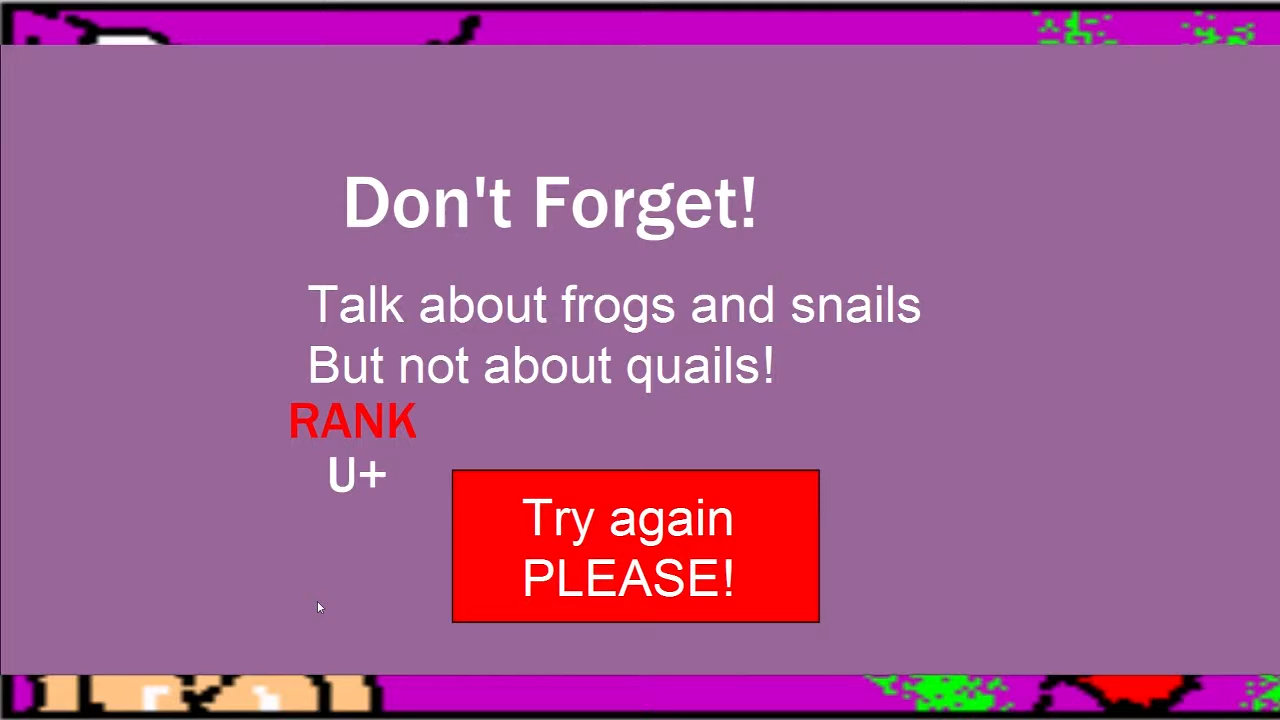 Don't Forget!
Talk about frogs and snails
But not about quails!
RANK
U+
Try again
PLEASE!